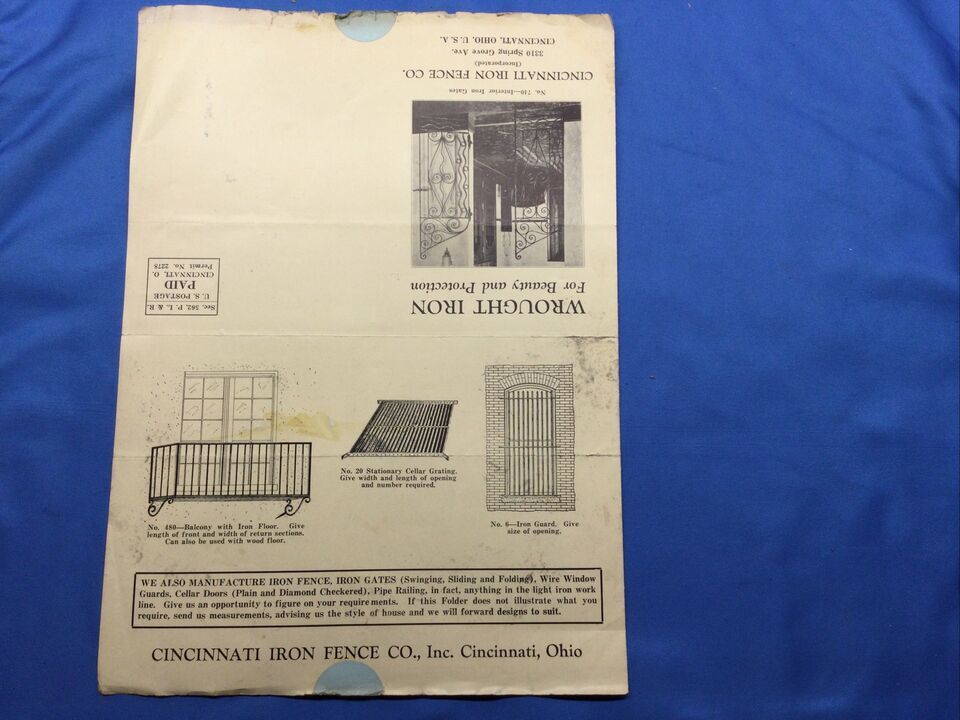 WROUGHT IRON
For Beauty and Protection
No. 740—Interior Iron Gates
CINCINNATI IRON FENCE CO.
(Incorporated)
3310 Spring Grove Ave.
CINCINNATI, OHIO, U. S. A.
Sec. 562, P. L. & R.
U. S. POSTAGE
PAID
CINCINNATI, O.
Permit No. 2278
No. 480—Balcony with Iron Floor. Give
length of front and width of return sections.
Can also be used with wood floor.
No. 20 Stationary Cellar Grating.
Give width and length of opening
and number required.
No. 6—Iron Guard. Give
size of opening.
WE ALSO MANUFACTURE IRON FENCE, IRON GATES (Swinging, Sliding and Folding), Wire Window
Guards, Cellar Doors (Plain and Diamond Checkered), Pipe Railing, in fact, anything in the light iron work
line. Give us an opportunity to figure on your requirements. If this Folder does not illustrate what you
require, send us measurements, advising us the style of house and we will forward designs to suit.
CINCINNATI IRON FENCE CO., Inc. Cincinnati, Ohio